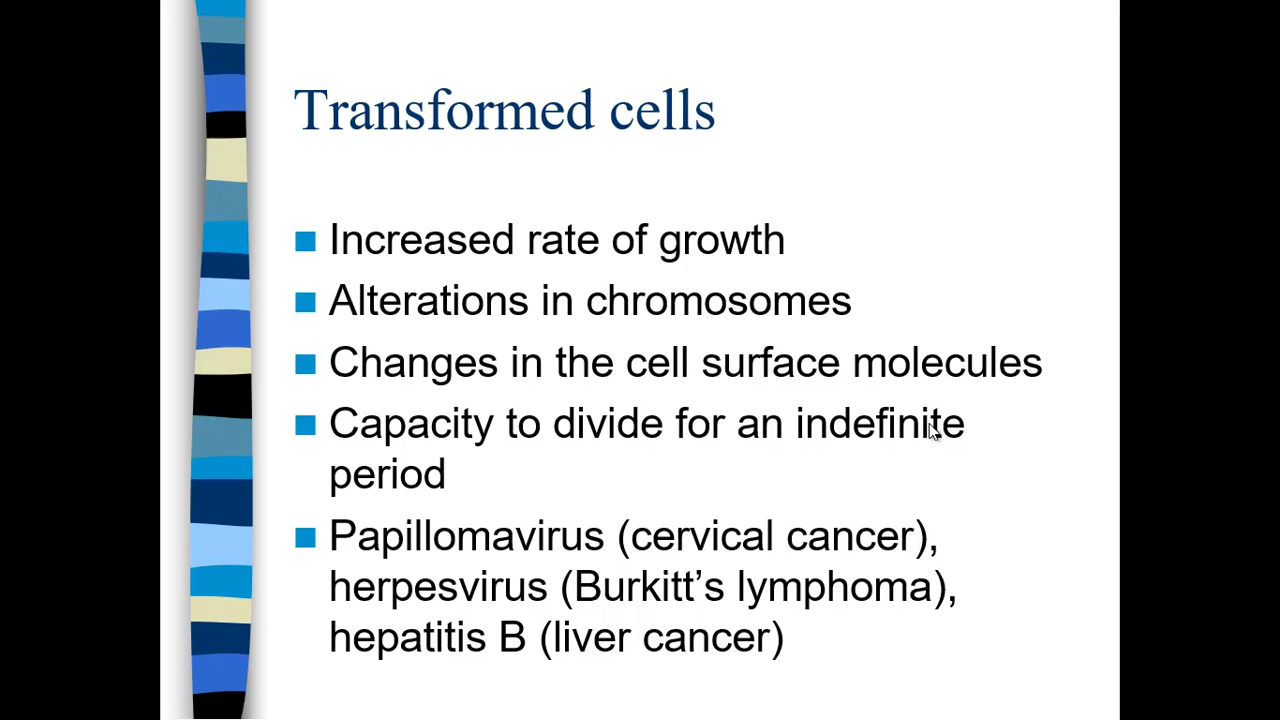 Transformed cells
Increased rate of growth
Alterations in chromosomes
Changes in the cell surface molecules
Capacity to divide for an indefinite
period
Papillomavirus (cervical cancer),
herpesvirus (Burkitt’s lymphoma),
hepatitis B (liver cancer)